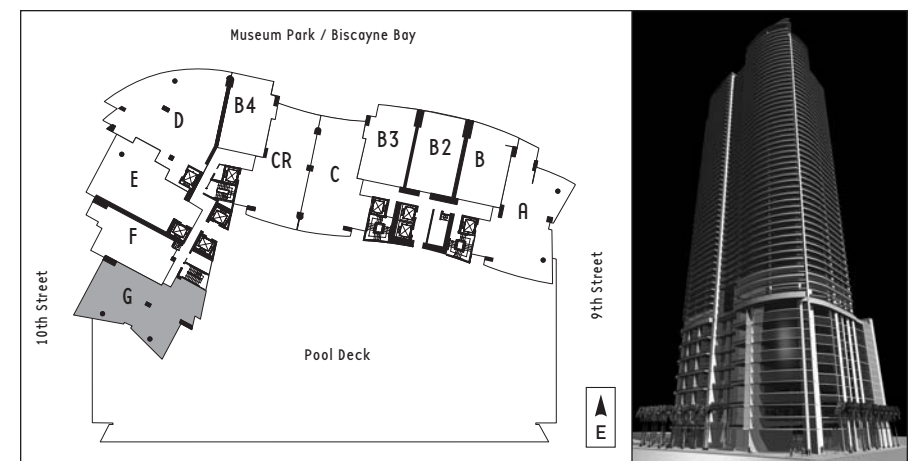 Museum Park / Biscayne Bay
B4
D
B3
B2
B
CR
C
E
A
F
G
10th Street
9th Street
Pool Deck
E